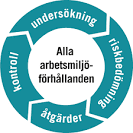 undersökning
riskbedömning
åtgärder
kontroll
Alla
arbetsmiljö-
förhållanden